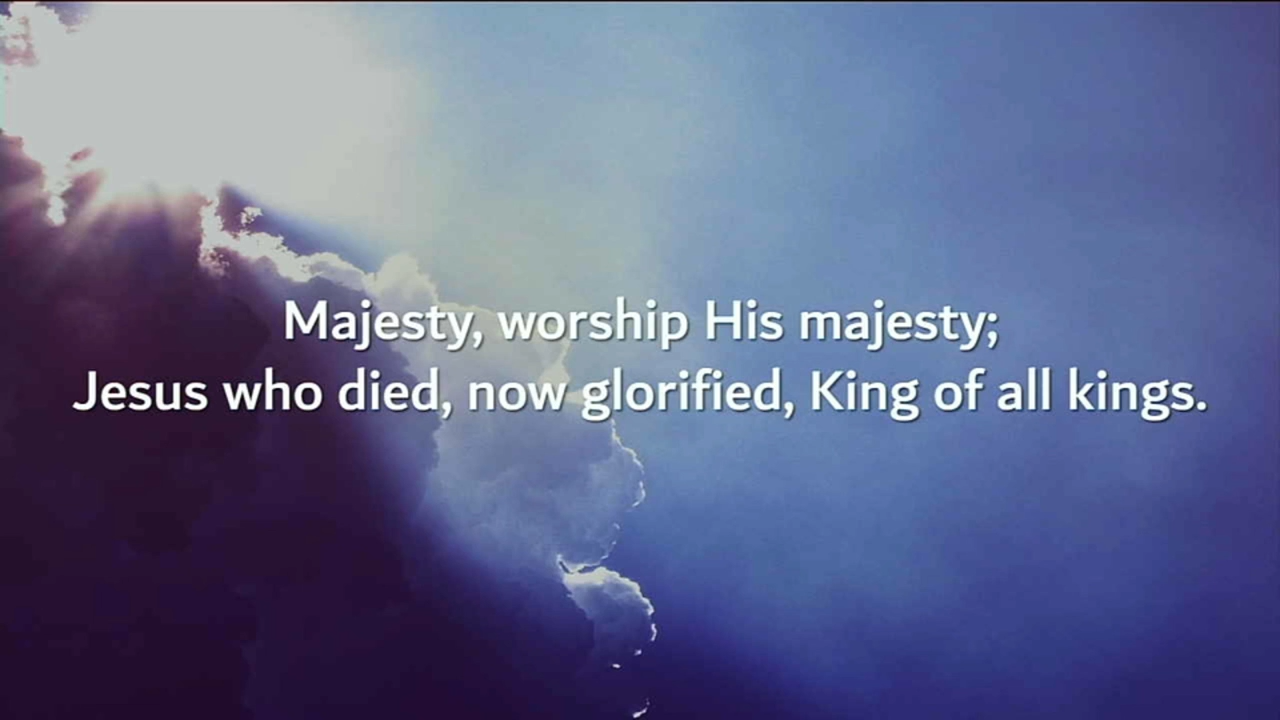 Majesty, worship His majesty;
Jesus who died, now glorified, King of all kings.